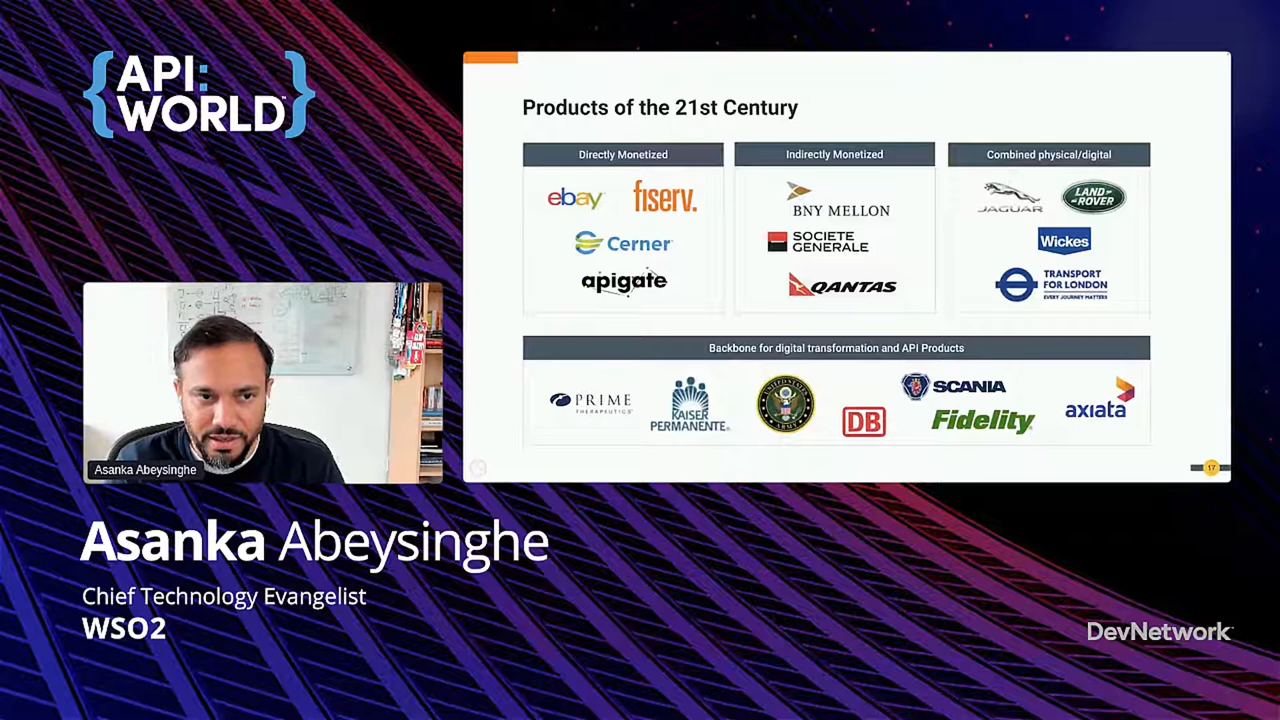 {API:
WORLD}
Products of the 21st Century
Directly Monetized
ebay
fiserv.
Cerner
apigate
Indirectly Monetized
BNY MELLON
SOCIETE
GENERALE
QANTAS
Combined physical/digital
JAGUAR
LAND-
ROVER
Wickes
TRANSPORT
FOR LONDON
EVERY JOURNEY MATTERS
Backbone for digital transformation and API Products
PRIME
THERAPEUTICS
KAISER
PERMANENTE
UNITED STATES
ARMY
DB
SCANIA
Fidelity
axiata
17
Asanka Abeysinghe
Asanka Abeysinghe
Chief Technology Evangelist
WSO2
DevNetwork